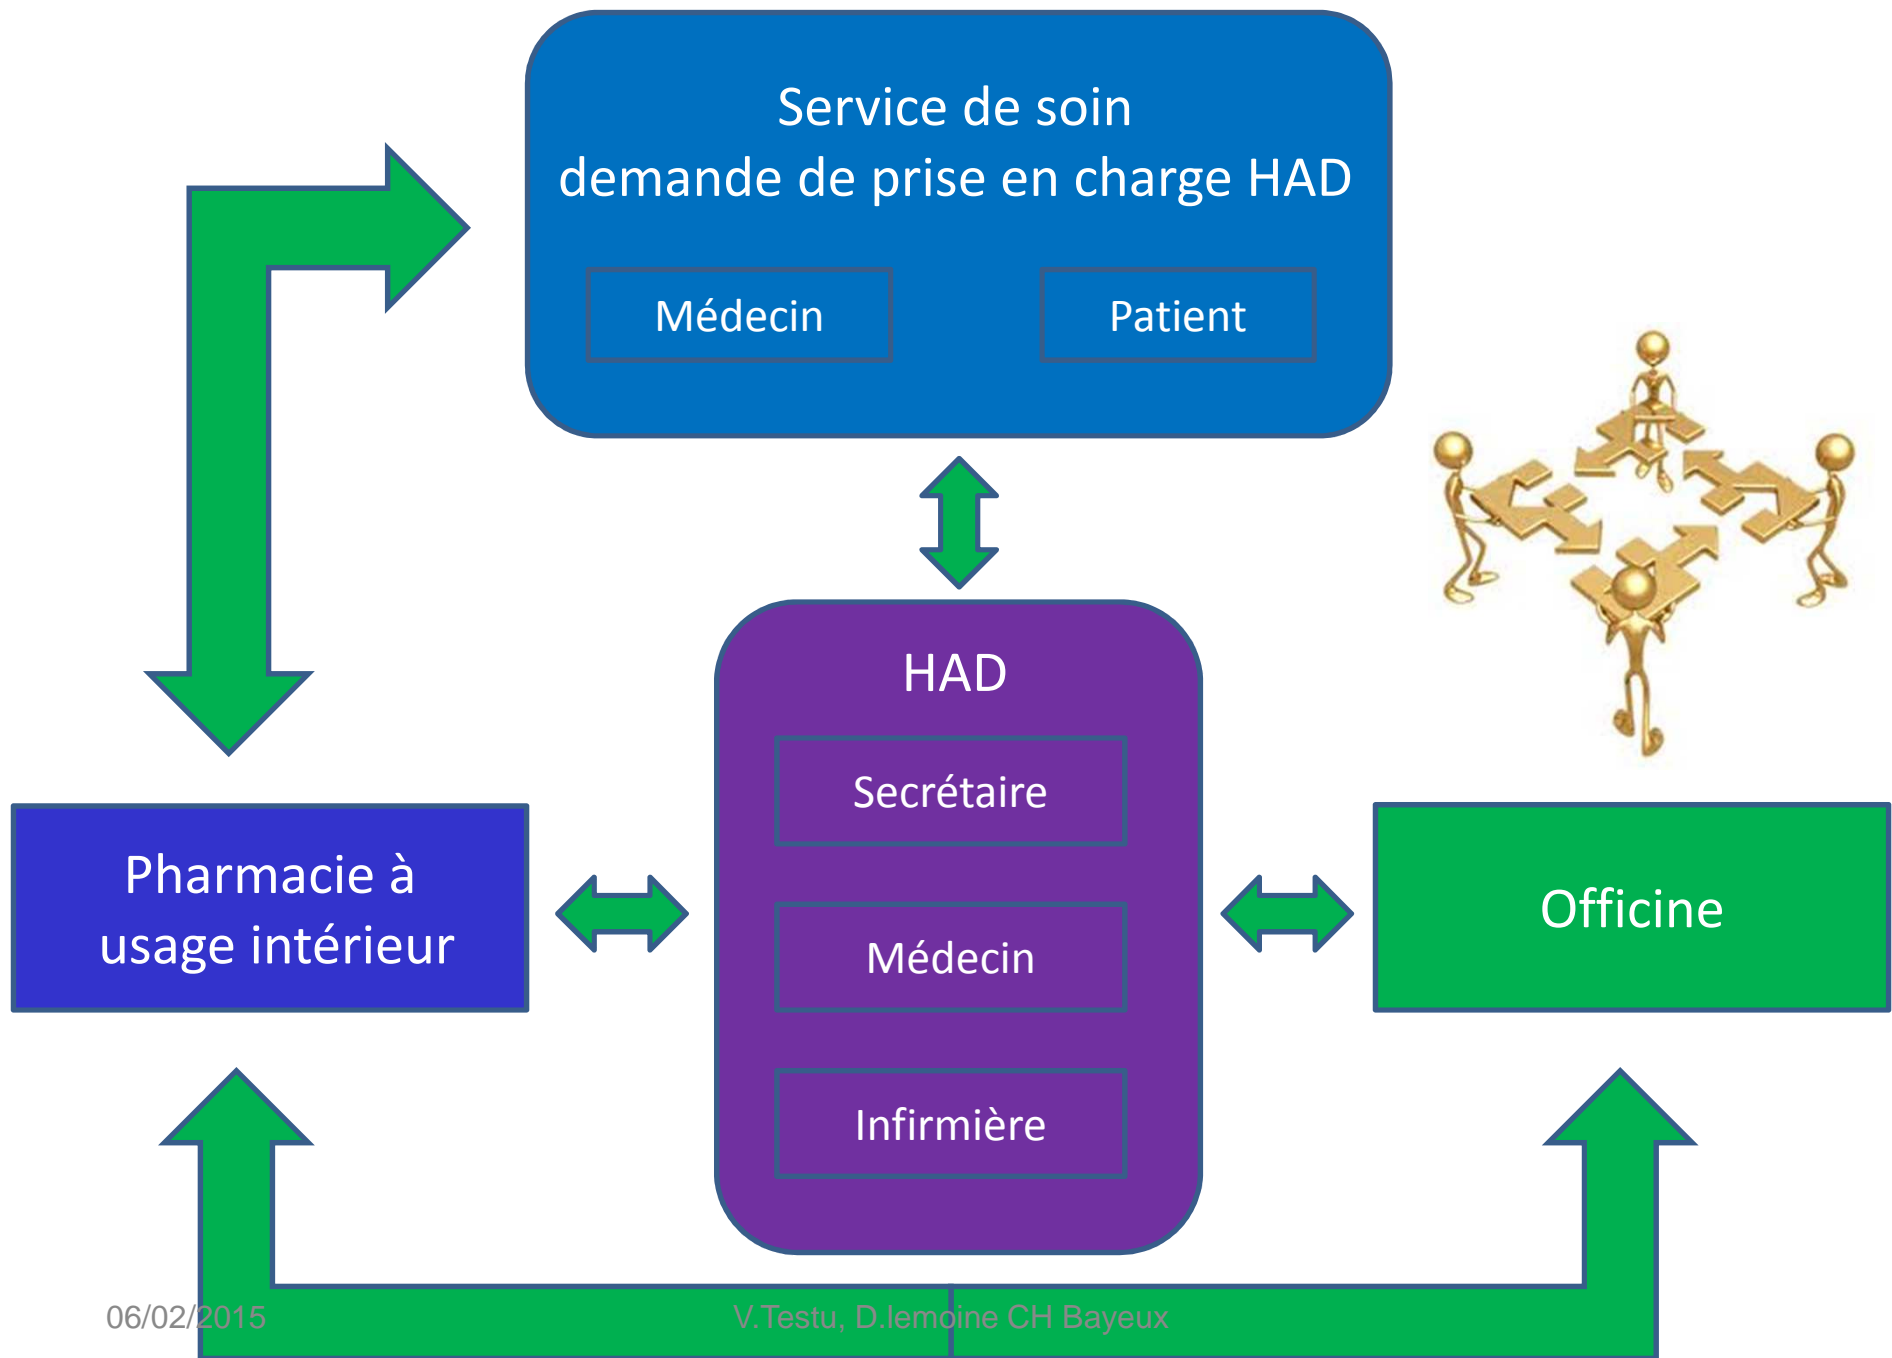 Service de soin
demande de prise en charge HAD
Médecin
Patient
HAD
Secrétaire
Médecin
Infirmière
Pharmacie à
usage intérieur
Officine
06/02/2015
V.Testu, D.lemoine CH Bayeux